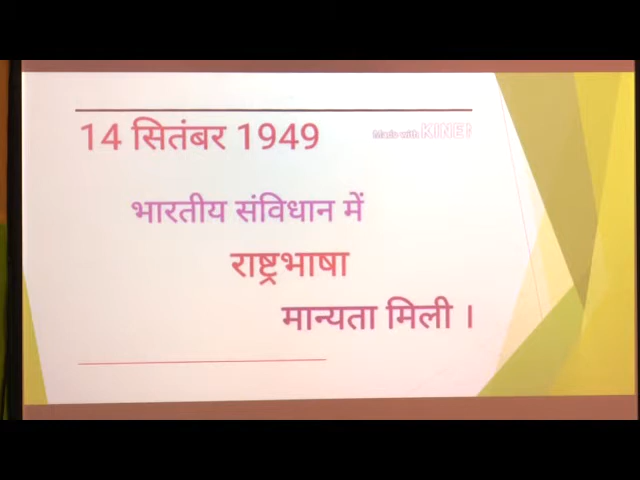 14 सितंबर 1949
Made with KINE
भारतीय संविधान में
राष्ट्रभाषा
मान्यता मिली ।